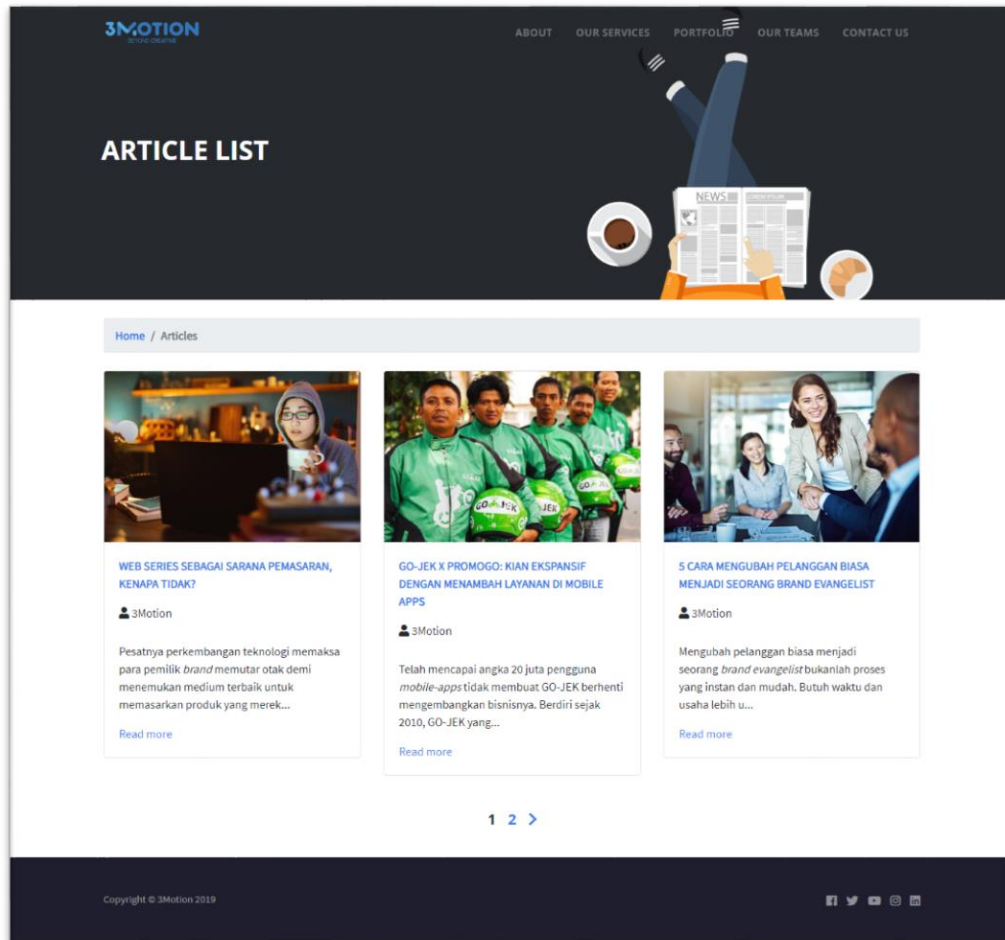 3MOTION
BEYOND CREATIVE
ABOUT OUR SERVICES PORTFOLIO OUR TEAMS CONTACT US
ARTICLE LIST
NEWS
Home / Articles
GO-JEK
JEK
WEB SERIES SEBAGAI SARANA PEMASARAN,
KENAPA TIDAK?
3Motion
Pesatnya perkembangan teknologi memaksa
para pemilik brand memutar otak demi
menemukan medium terbaik untuk
memasarkan produk yang merek...
Read more
GO-JEK X PROMOGO: KIAN EKSPANSIF
DENGAN MENAMBAH LAYANAN DI MOBILE
APPS
3Motion
Telah mencapai angka 20 juta pengguna
mobile-apps tidak membuat GO-JEK berhenti
mengembangkan bisnisnya. Berdiri sejak
2010, GO-JEK yang...
Read more
5 CARA MENGUBAH PELANGGAN BIASA
MENJADI SEORANG BRAND EVANGELIST
3Motion
Mengubah pelanggan biasa menjadi
seorang brand evangelist bukanlah proses
yang instan dan mudah. Butuh waktu dan
usaha lebih u...
Read more
1 2 >
Copyright © 3Motion 2019